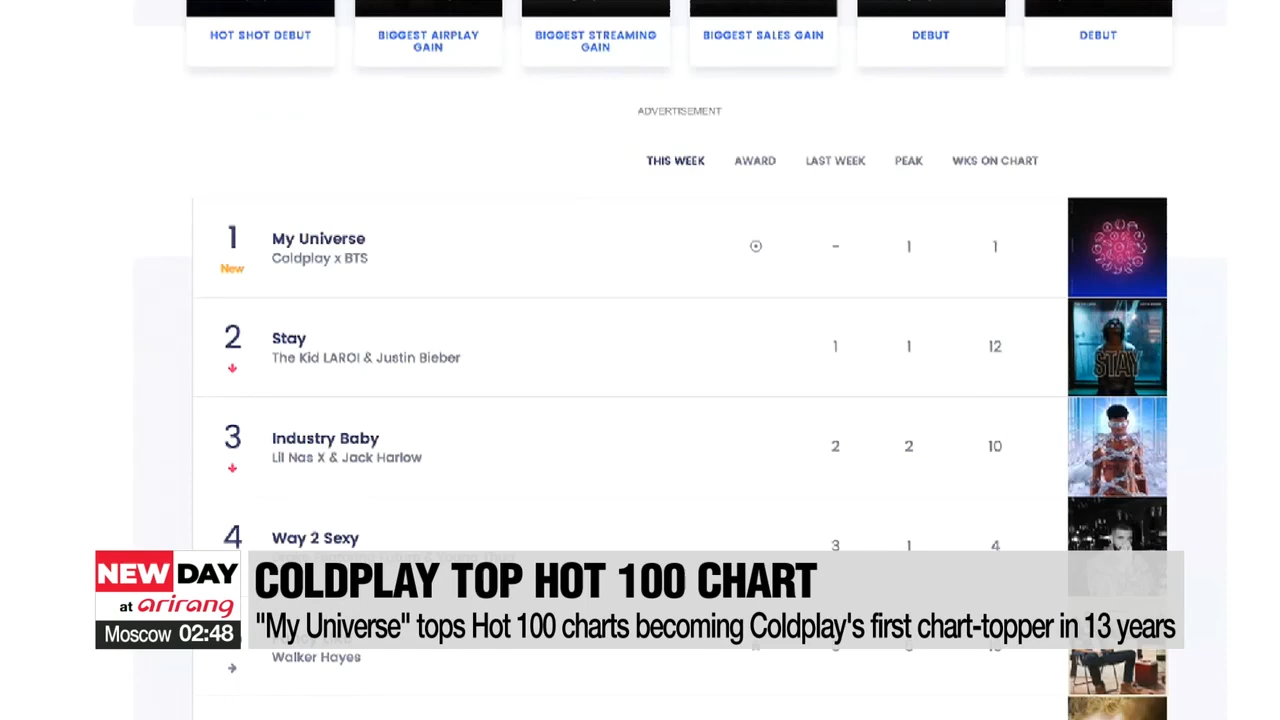 HOT SHOT DEBUT
BIGGEST AIRPLAY
GAIN
BIGGEST STREAMING
GAIN
BIGGEST SALES GAIN
DEBUT
DEBUT
ADVERTISEMENT
THIS WEEK AWARD LAST WEEK PEAK WKS ON CHART
1 My Universe - 1 1
New Coldplay x BTS
2 Stay 1 1 12
The Kid LAROI & Justin Bieber
STAY
3 Industry Baby 2 2 10
Lil Nas X & Jack Harlow
4 Way 2 Sexy 3 1 4
NEW DAY
at arirang
Moscow 02:48
COLDPLAY TOP HOT 100 CHART
"My Universe" tops Hot 100 charts becoming Coldplay's first chart-topper in 13 years
Walker Hayes